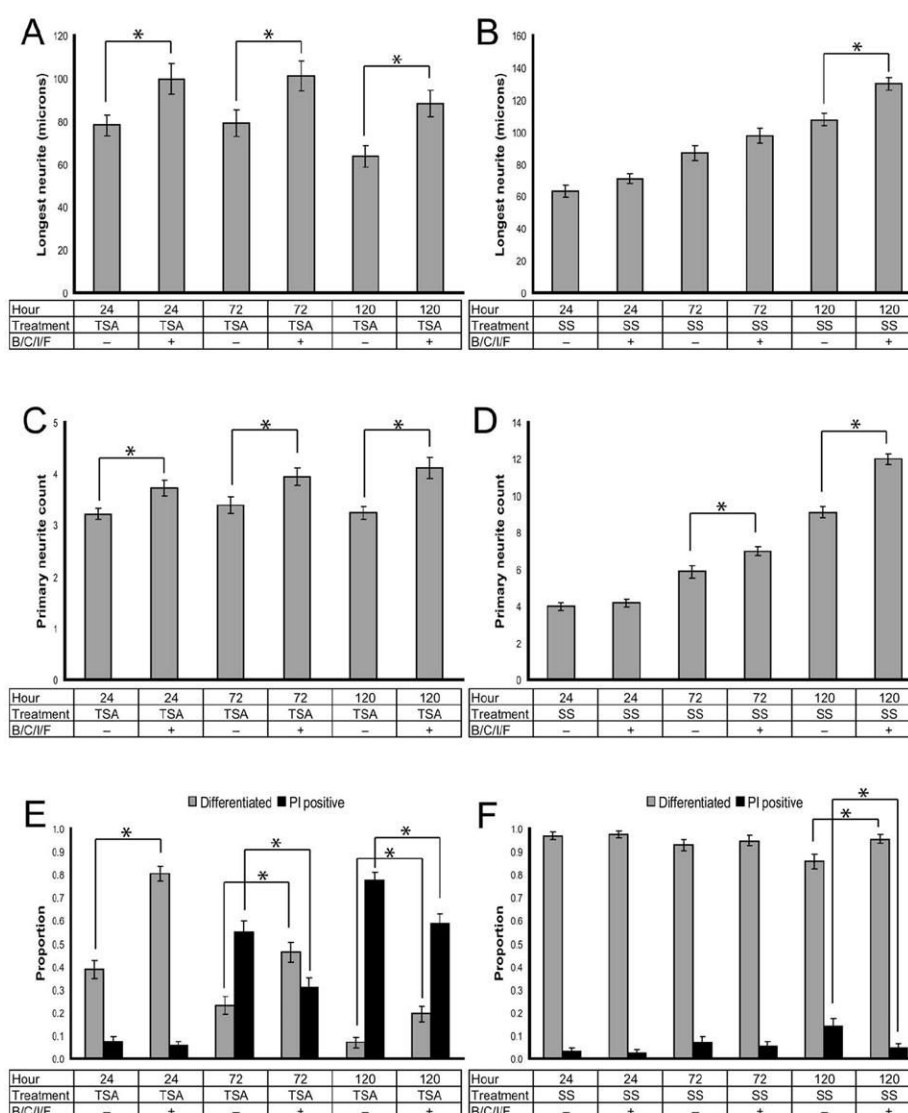 A
Longest neurite (microns)
120
100
80
60
40
20
0
* * *
Hour 24 24 72 72 120 120
Treatment TSA TSA TSA TSA TSA TSA
B/C/I/F – + – + – +
B
Longest neurite (microns)
160
140
120
100
80
60
40
20
0
*
Hour 24 24 72 72 120 120
Treatment SS SS SS SS SS SS
B/C/I/F – + – + – +
C
Primary neurite count
5
4
3
2
1
0
* * *
Hour 24 24 72 72 120 120
Treatment TSA TSA TSA TSA TSA TSA
B/C/I/F – + – + – +
D
Primary neurite count
14
12
10
8
6
4
2
0
* *
Hour 24 24 72 72 120 120
Treatment SS SS SS SS SS SS
B/C/I/F – + – + – +
E
Differentiated PI positive
Proportion
1.0
0.9
0.8
0.7
0.6
0.5
0.4
0.3
0.2
0.1
0.0
* * * * *
Hour 24 24 72 72 120 120
Treatment TSA TSA TSA TSA TSA TSA
B/C/I/F – + – + – +
F
Differentiated PI positive
Proportion
1.0
0.9
0.8
0.7
0.6
0.5
0.4
0.3
0.2
0.1
0.0
* *
Hour 24 24 72 72 120 120
Treatment SS SS SS SS SS SS
B/C/I/F – + – + – +